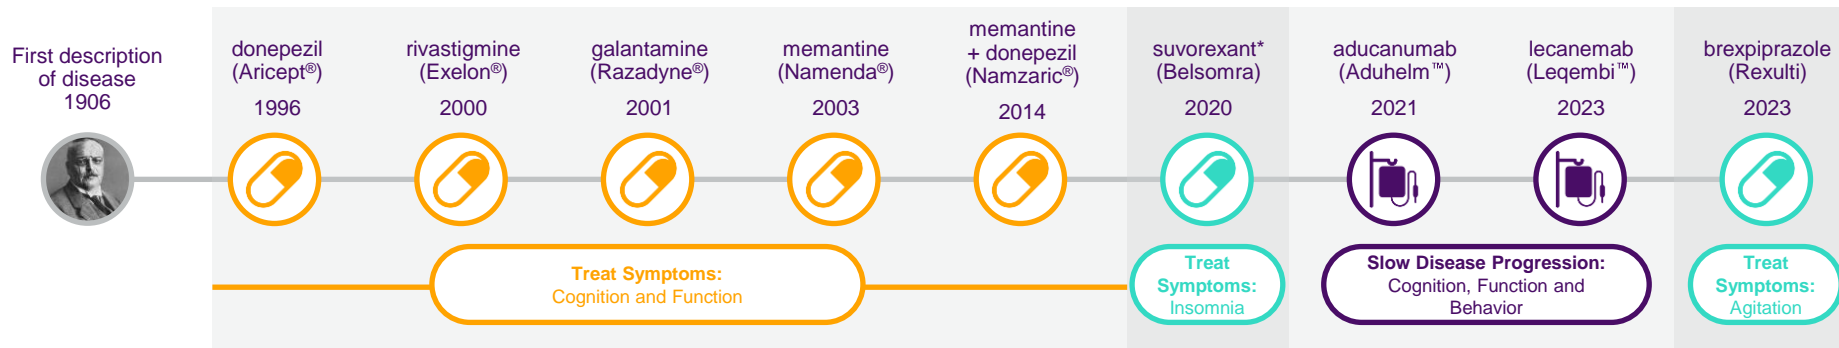 First description
of disease
1906
donepezil
(Aricept®)
1996
rivastigmine
(Exelon®)
2000
galantamine
(Razadyne®)
2001
memantine
(Namenda®)
2003
memantine
+ donepezil
(Namzaric®)
2014
suvorexant*
(Belsomra)
2020
aducanumab
(Aduhelm™)
2021
lecanemab
(Leqembi™)
2023
brexpiprazole
(Rexulti)
2023
Treat Symptoms:
Cognition and Function
Treat
Symptoms:
Insomnia
Slow Disease Progression:
Cognition, Function and
Behavior
Treat
Symptoms:
Agitation